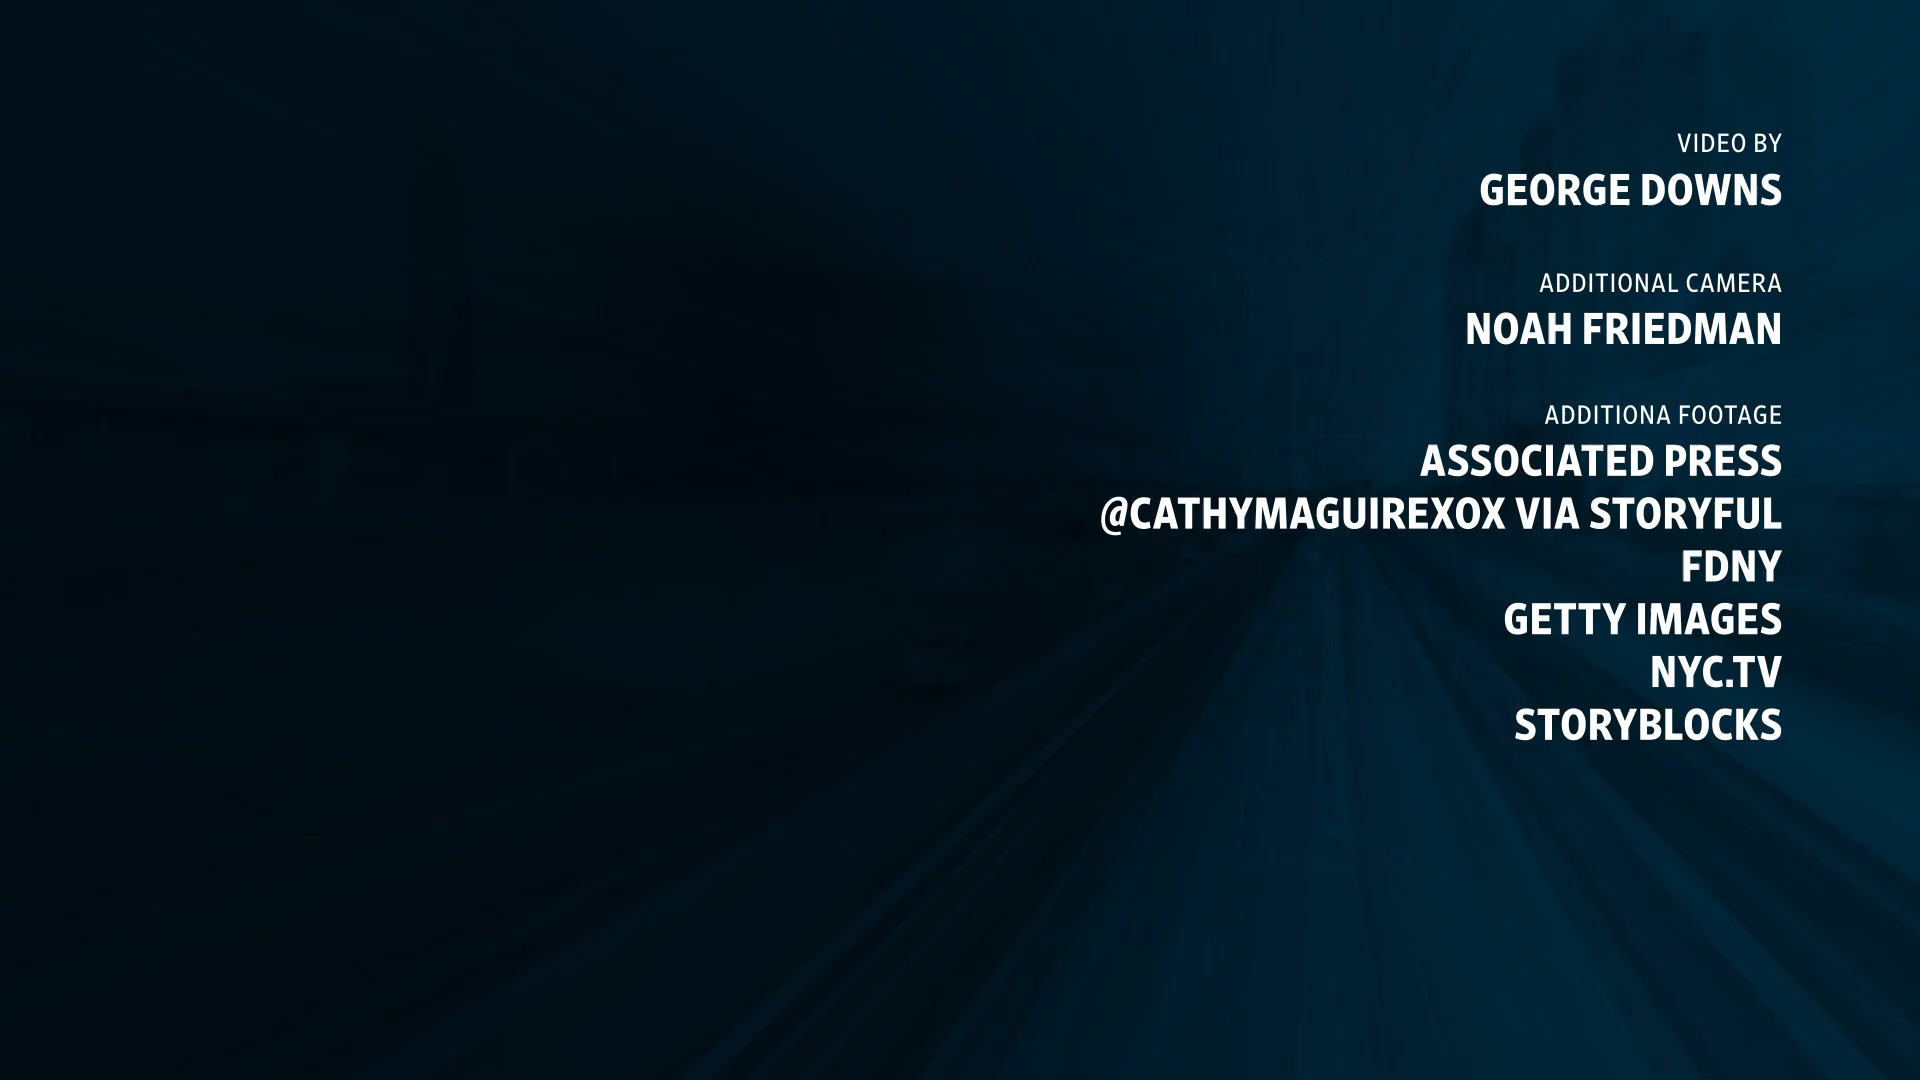 VIDEO BY
GEORGE DOWNS
ADDITIONAL CAMERA
NOAH FRIEDMAN
ADDITIONA FOOTAGE
ASSOCIATED PRESS
@CATHYMAGUIREXOX VIA STORYFUL
FDNY
GETTY IMAGES
NYC.TV
STORYBLOCKS